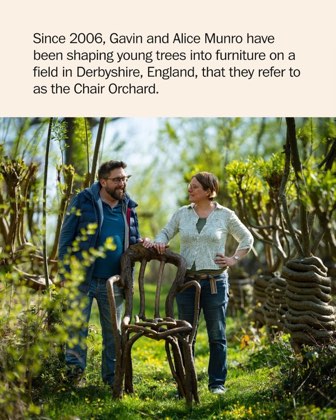 Since 2006, Gavin and Alice Munro have
been shaping young trees into furniture on a
field in Derbyshire, England, that they refer to
as the Chair Orchard.